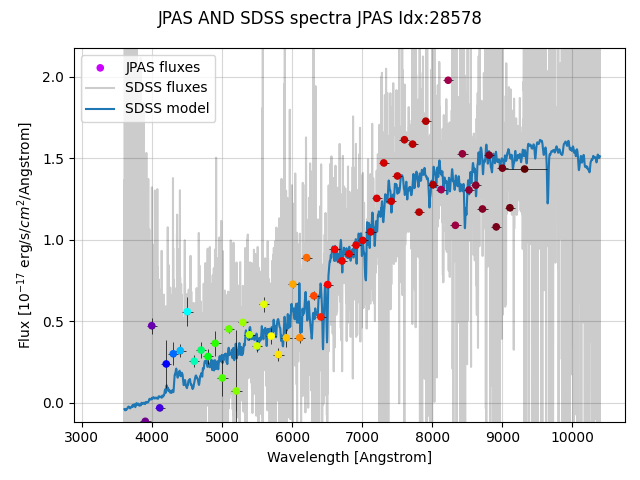 JPAS AND SDSS spectra JPAS Idx:28578
JPAS fluxes
SDSS fluxes
SDSS model
Flux [10⁻¹⁷ erg/s/cm²/Angstrom]
2.0
1.5
1.0
0.5
0.0
3000 4000 5000 6000 7000 8000 9000 10000
Wavelength [Angstrom]